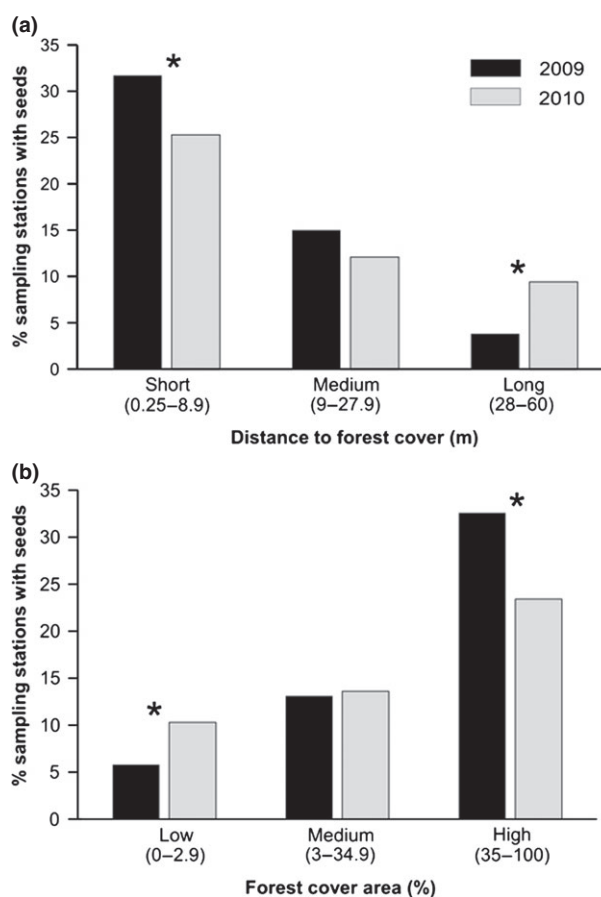 (a)
35
30
25
20
15
10
5
0
% sampling stations with seeds
*
*
2009
2010
Short Medium Long
(0.25–8.9) (9–27.9) (28–60)
Distance to forest cover (m)
(b)
35
30
25
20
15
10
5
0
% sampling stations with seeds
*
*
Low Medium High
(0–2.9) (3–34.9) (35–100)
Forest cover area (%)